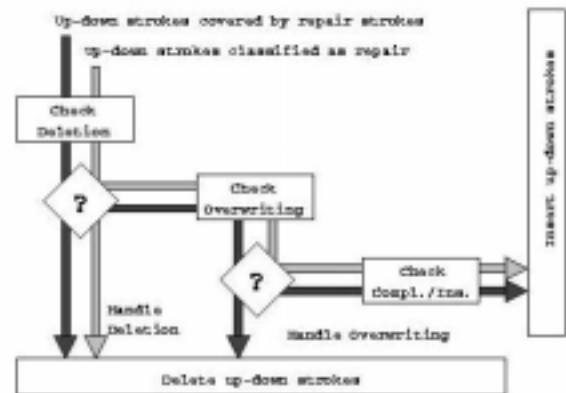 Up-down strokes covered by repair strokes
Up-down strokes classified as repair
Check
Deletion
?
Check
Overwriting
?
Check
Compl./Ins.
Handle
Deletion
Handle Overwriting
Delete up-down strokes
Insert up-down strokes